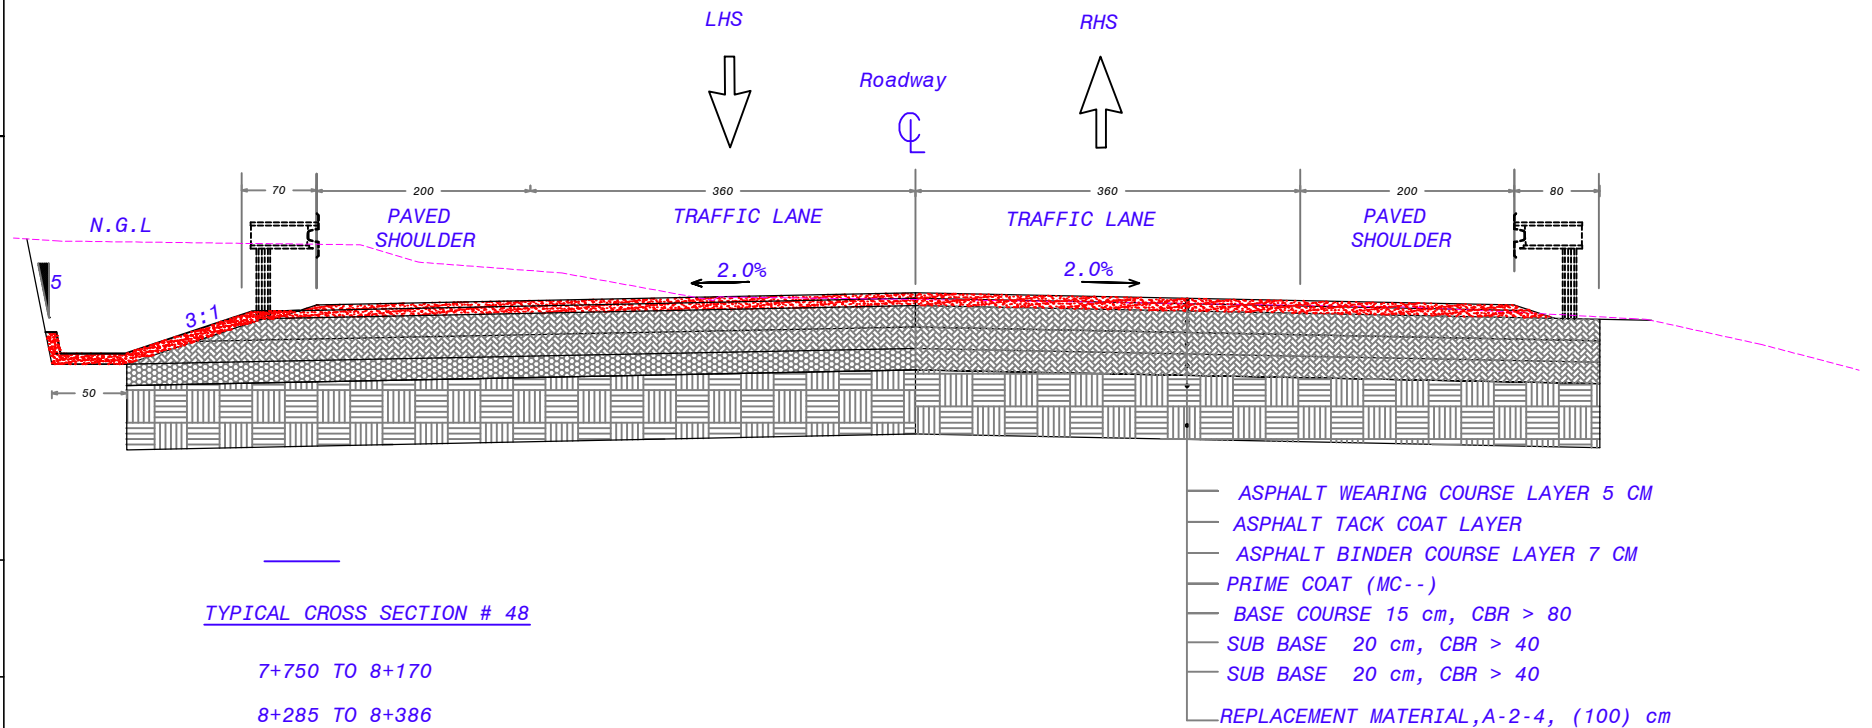 LHS
RHS
Roadway
CL
70
200
360
360
200
80
N.G.L
PAVED
SHOULDER
TRAFFIC LANE
TRAFFIC LANE
PAVED
SHOULDER
5
2.0%
2.0%
3:1
50
ASPHALT WEARING COURSE LAYER 5 CM
ASPHALT TACK COAT LAYER
ASPHALT BINDER COURSE LAYER 7 CM
PRIME COAT (MC--)
BASE COURSE 15 cm, CBR > 80
SUB BASE 20 cm, CBR > 40
SUB BASE 20 cm, CBR > 40
REPLACEMENT MATERIAL,A-2-4, (100) cm
TYPICAL CROSS SECTION # 48
7+750 TO 8+170
8+285 TO 8+386